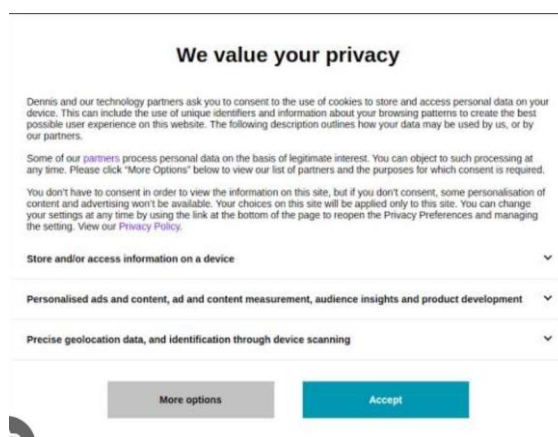 We value your privacy
Dennis and our technology partners ask you to consent to the use of cookies to store and access personal data on your
device. This can include the use of unique identifiers and information about your browsing patterns to create the best
possible user experience on this website. The following description outlines how your data may be used by us, or by
our partners.
Some of our partners process personal data on the basis of legitimate interest. You can object to such processing at
any time. Please click "More Options" below to view our list of partners and the purposes for which consent is required.
You don't have to consent in order to view the information on this site, but if you don't consent, some personalisation of
content and advertising won't be available. Your choices on this site will be applied only to this site. You can change
your settings at any time by using the link at the bottom of the page to reopen the Privacy Preferences and managing
the setting. View our Privacy Policy.
Store and/or access information on a device
Personalised ads and content, ad and content measurement, audience insights and product development
Precise geolocation data, and identification through device scanning
More options
Accept